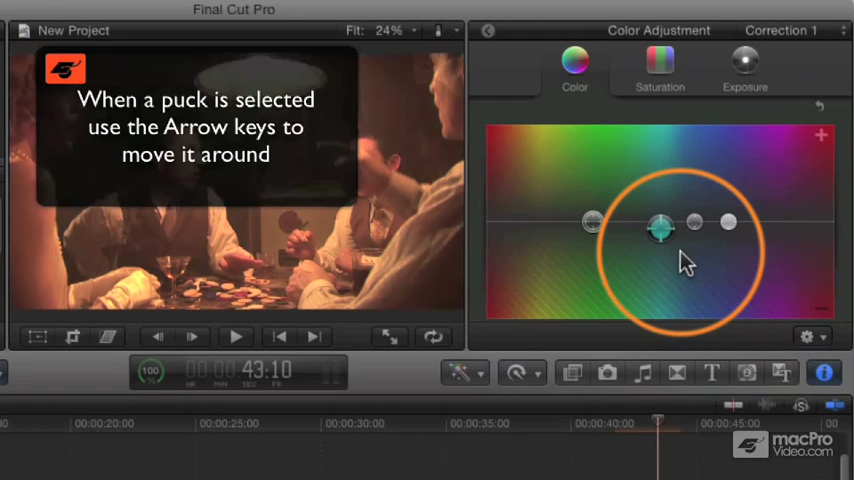 Final Cut Pro
New Project
Fit: 24%
Color Adjustment
Correction 1
When a puck is selected
use the Arrow keys to
move it around
Color
Saturation
Exposure
100
%
00:00:43:10
HR MIN SEC FR
T
T
00:00:20:00
00:00:25:00
00:00:30:00
00:00:35:00
00:00:40:00
00:00:45:00
00
macPro
Video.com